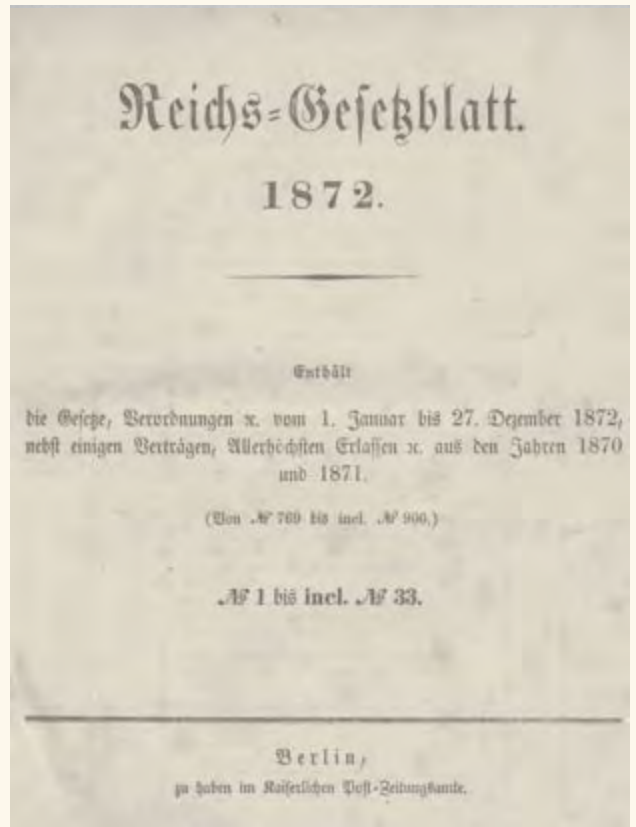 Reichs-Gesetzblatt.
1872.
Enthält
die Gesetze, Verordnungen ꝛc. vom 1. Januar bis 27. Dezember 1872,
nebst einigen Verträgen, Allerhöchsten Erlassen ꝛc. aus den Jahren 1870
und 1871.
(Von № 769 bis incl. № 900.)
№ 1 bis incl. № 33.
Berlin,
zu haben im Kaiserlichen Post-Zeitungsamte.